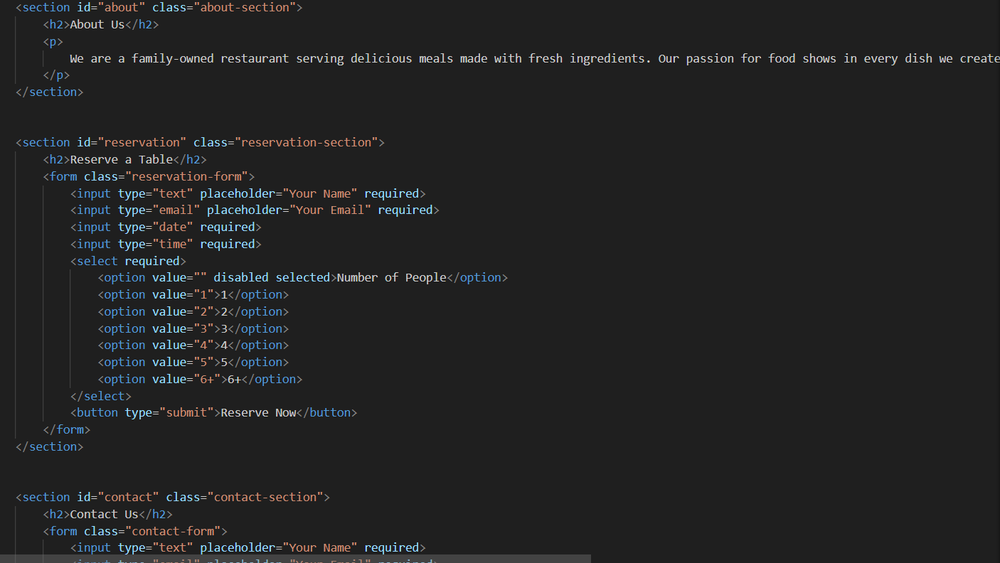 <section id="about" class="about-section">
<h2>About Us</h2>
<p>
We are a family-owned restaurant serving delicious meals made with fresh ingredients. Our passion for food shows in every dish we create
</p>
</section>
<section id="reservation" class="reservation-section">
<h2>Reserve a Table</h2>
<form class="reservation-form">
<input type="text" placeholder="Your Name" required>
<input type="email" placeholder="Your Email" required>
<input type="date" required>
<input type="time" required>
<select required>
<option value="" disabled selected>Number of People</option>
<option value="1">1</option>
<option value="2">2</option>
<option value="3">3</option>
<option value="4">4</option>
<option value="5">5</option>
<option value="6+">6+</option>
</select>
<button type="submit">Reserve Now</button>
</form>
</section>
<section id="contact" class="contact-section">
<h2>Contact Us</h2>
<form class="contact-form">
<input type="text" placeholder="Your Name" required>
<input type="email" placeholder="Your Email" required>